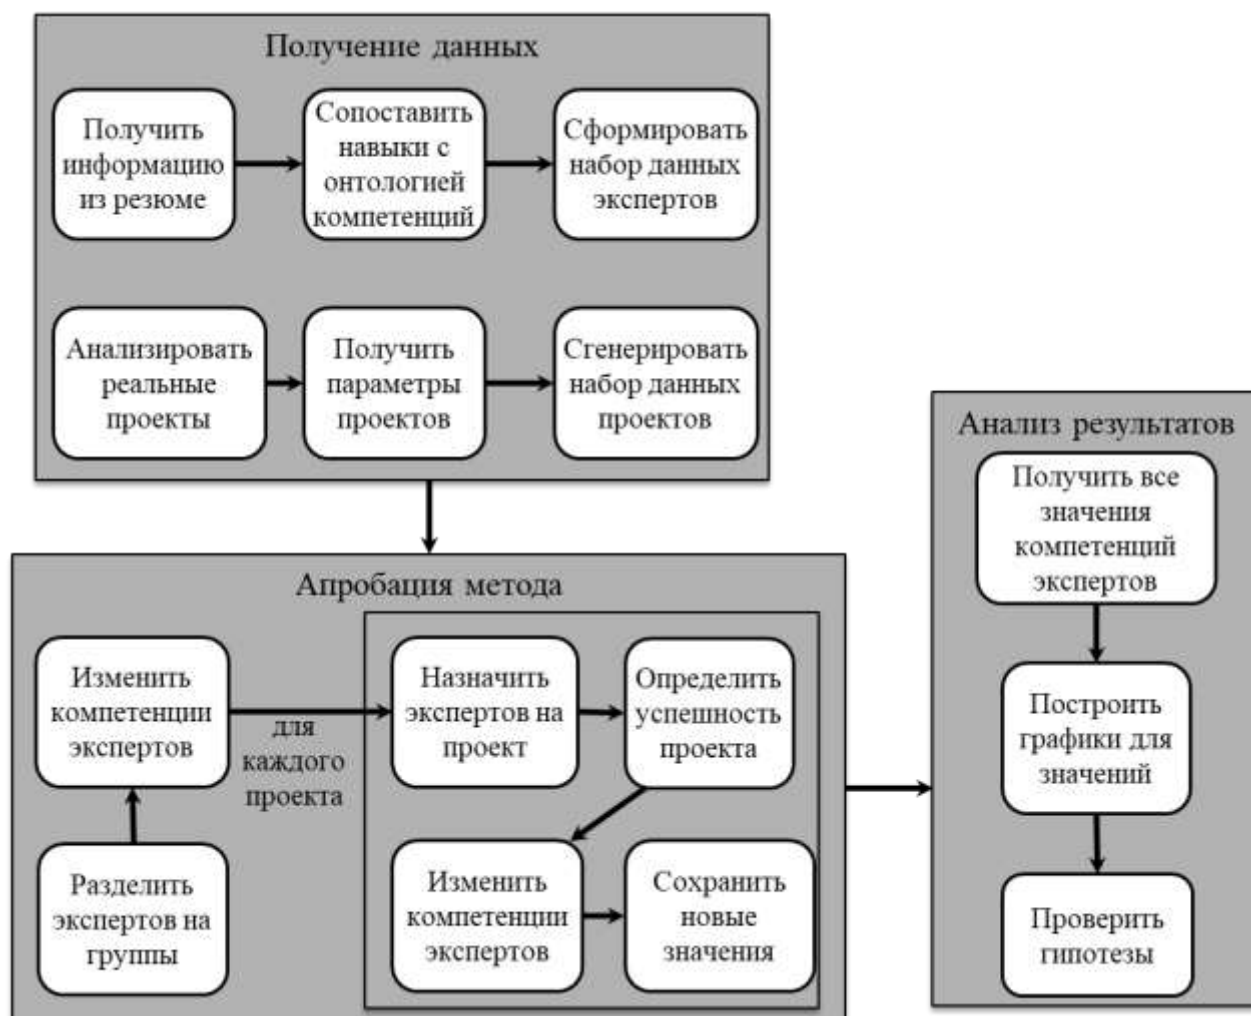 Получение данных
Получить
информацию
из резюме
Сопоставить
навыки с
онтологией
компетенций
Сформировать
набор данных
экспертов
Анализировать
реальные
проекты
Получить
параметры
проектов
Сгенерировать
набор данных
проектов
Апробация метода
Изменить
компетенции
экспертов
для
каждого
проекта
Разделить
экспертов на
группы
Назначить
экспертов на
проект
Определить
успешность
проекта
Изменить
компетенции
экспертов
Сохранить
новые
значения
Анализ результатов
Получить все
значения
компетенций
экспертов
Построить
графики для
значений
Проверить
гипотезы